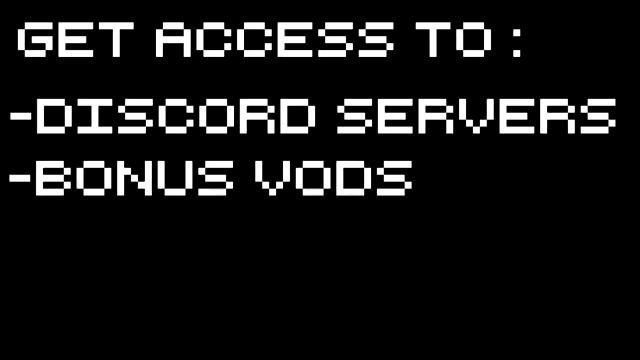 GET ACCESS TO :
-DISCORD SERVERS
-BONUS VODS